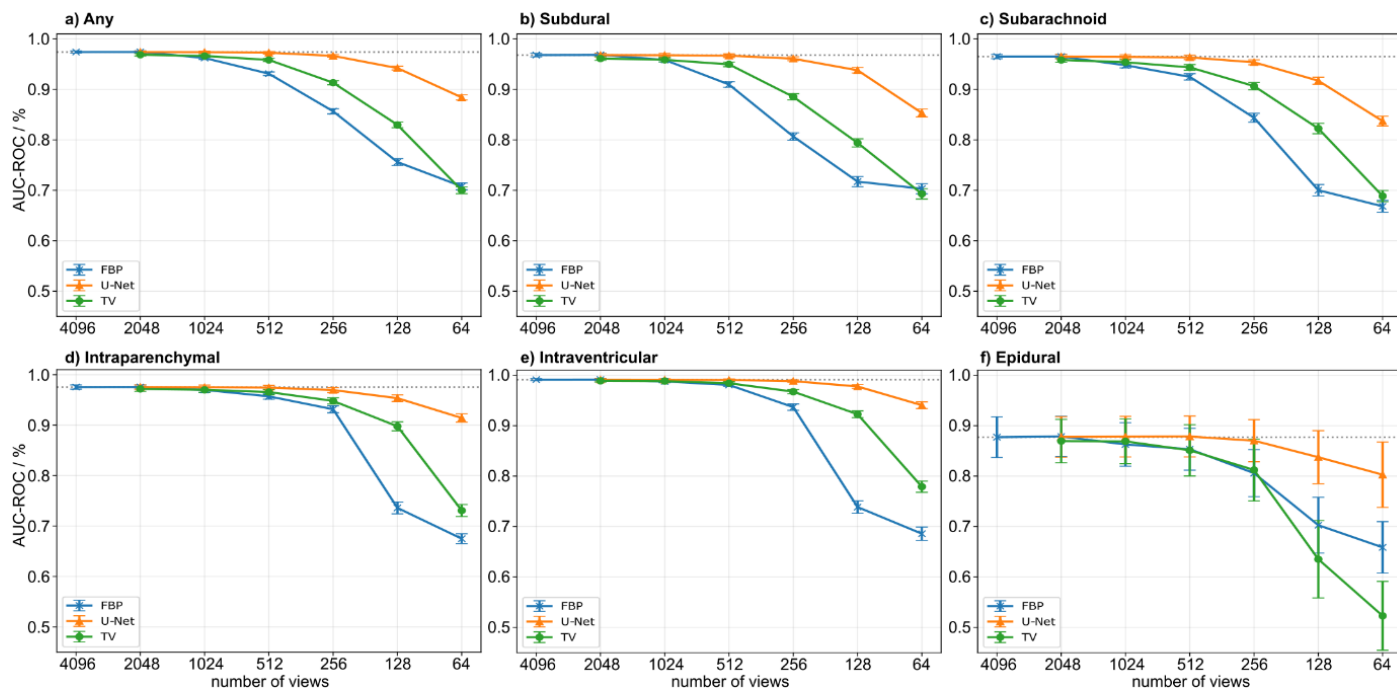 a) Any
b) Subdural
c) Subarachnoid
AUC-ROC / %
1.0
0.9
0.8
0.7
0.6
0.5
FBP
U-Net
TV
4096 2048 1024 512 256 128 64
1.0
0.9
0.8
0.7
0.6
0.5
FBP
U-Net
TV
4096 2048 1024 512 256 128 64
1.0
0.9
0.8
0.7
0.6
0.5
FBP
U-Net
TV
4096 2048 1024 512 256 128 64
d) Intraparenchymal
e) Intraventricular
f) Epidural
AUC-ROC / %
1.0
0.9
0.8
0.7
0.6
0.5
FBP
U-Net
TV
4096 2048 1024 512 256 128 64
number of views
1.0
0.9
0.8
0.7
0.6
0.5
FBP
U-Net
TV
4096 2048 1024 512 256 128 64
number of views
1.0
0.9
0.8
0.7
0.6
0.5
FBP
U-Net
TV
4096 2048 1024 512 256 128 64
number of views